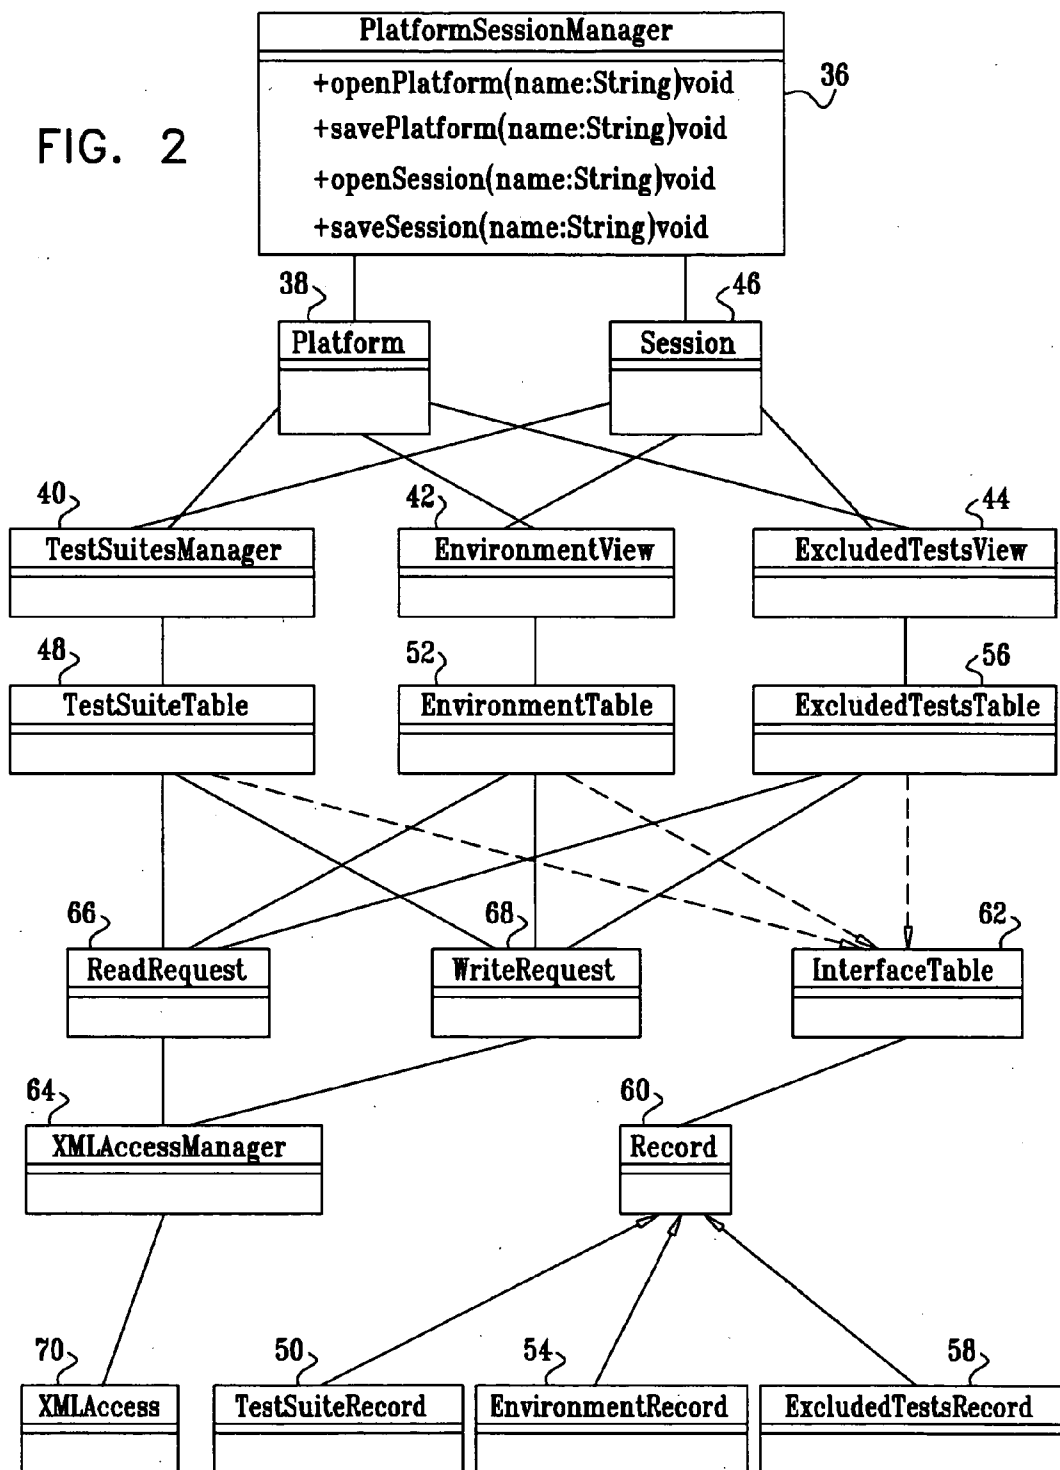 PlatformSessionManager
+openPlatform(name:String)void
36
+savePlatform(name:String)void
FIG. 2
+openSession(name:String)void
+saveSession(name:String)void
38
46
Platform
Session
40
42
44
TestSuitesManager
EnvironmentView
ExcludedTestsView
48
52
56
TestSuiteTable
EnvironmentTable
ExcludedTestsTable
66
68
62
ReadRequest
WriteRequest
InterfaceTable
64
60
XMLAccessManager
Record
70
50
54
58
XMLAccess
TestSuiteRecord
EnvironmentRecord
ExcludedTestsRecord